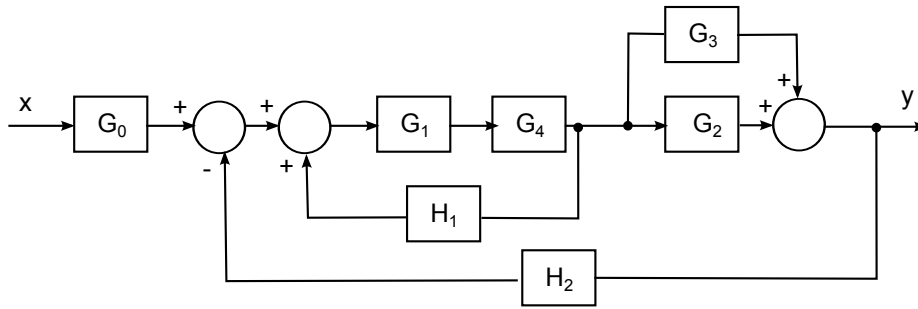 G₃
x
y
+
+
+
+
G₀
G₁
G₄
G₂
-
+
H₁
H₂